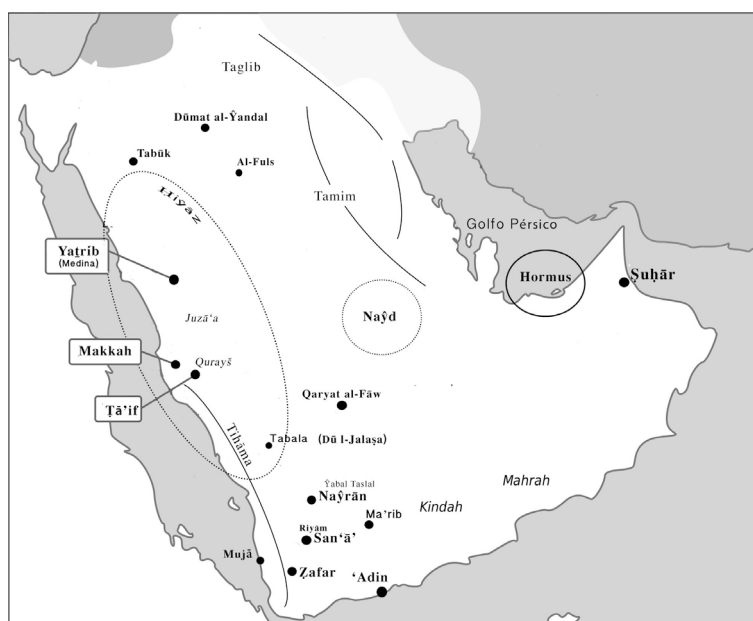 Taglib
Dūmat al-Ŷandal
Tabūk
Al-Fuls
Hiŷāz
Tamim
Golfo Pérsico
Yaṯrib
(Medina)
Hormus
Ṣuḥār
Juzā‘a
Naŷd
Makkah
Qurayš
Ṭā’if
Qaryat al-Fāw
Tihāma
Tabala (Dū l-Jalaṣa)
Ŷabal Taslal
Naŷrān
Mahrah
Kindah
Ma’rib
Riyām
San‘ā’
Mujā
Ẓafar
‘Adin